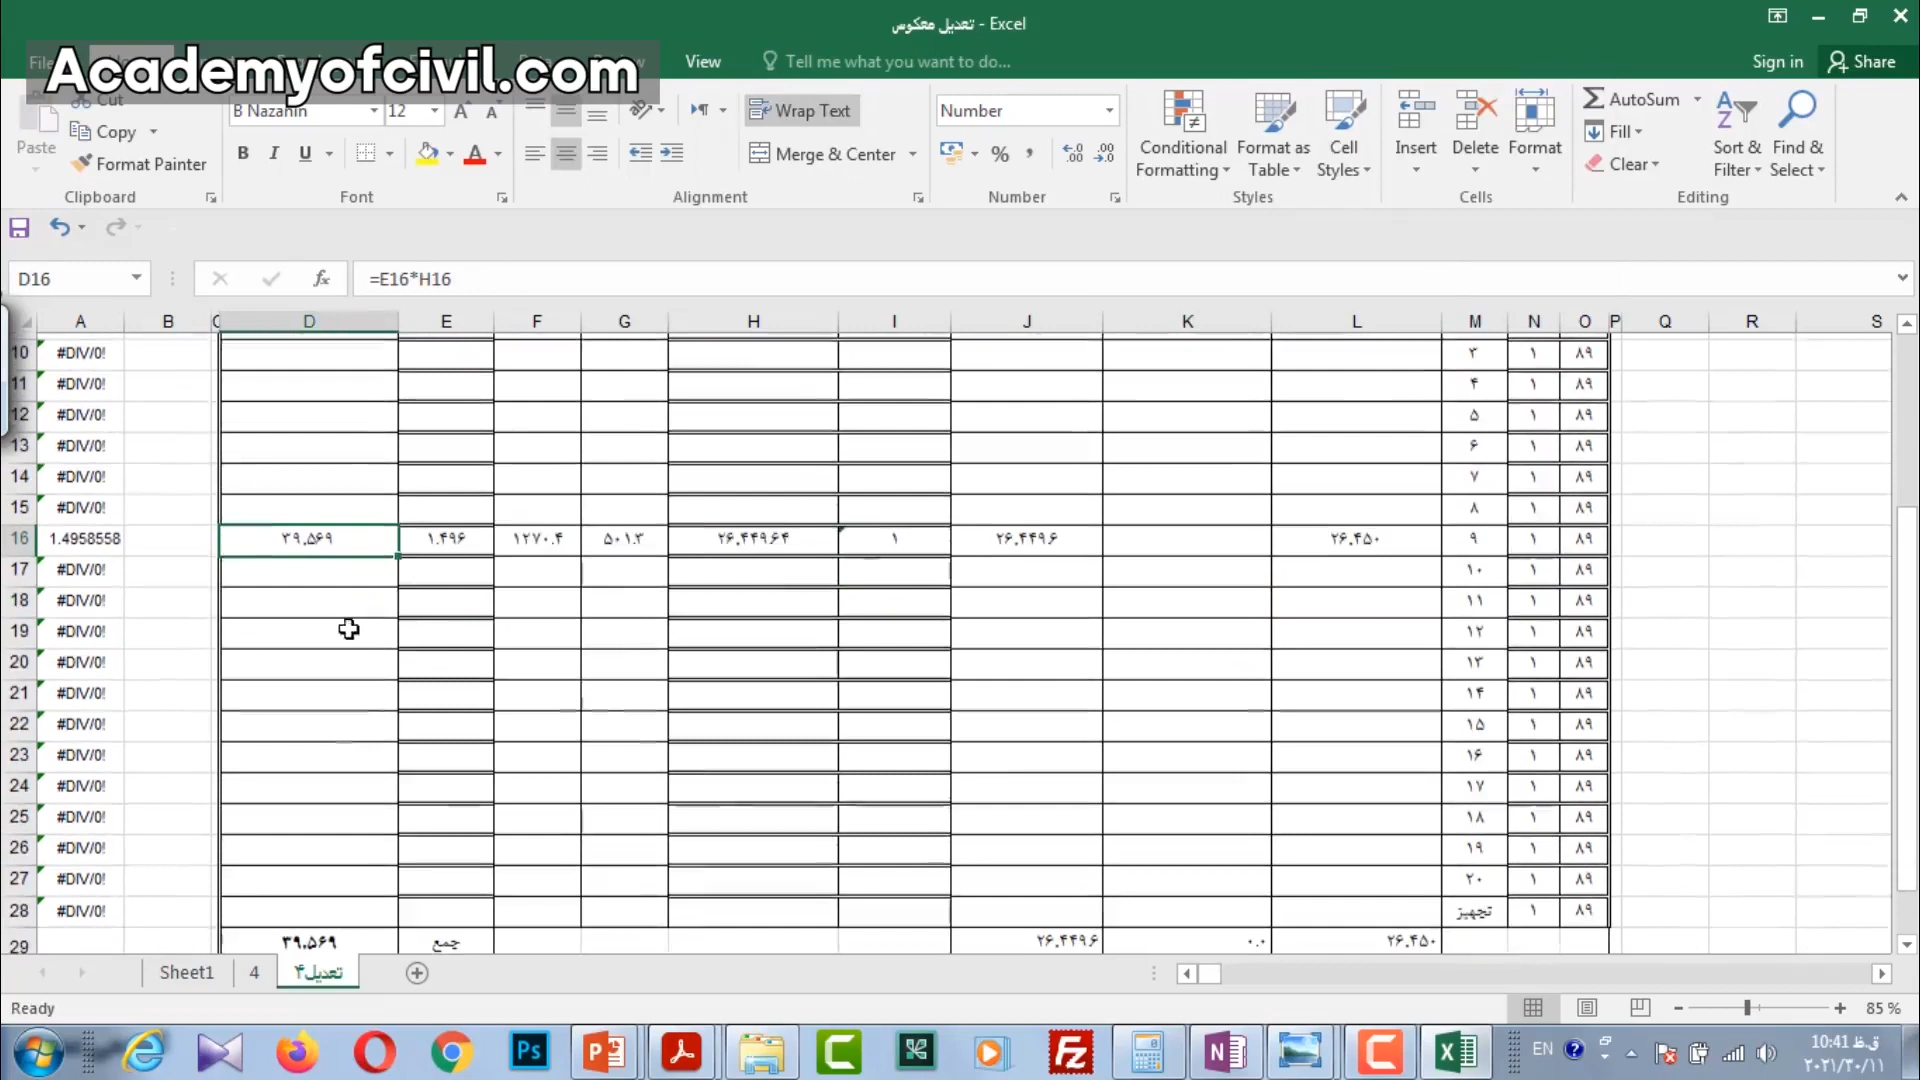 تعدیل معکوس - Excel
Academyofcivil.com
View
Tell me what you want to do...
Sign in
Share
Cut
Copy
Format Painter
Paste
Clipboard
B Nazanin
12
B I U
Font
Wrap Text
Merge & Center
Alignment
Number
Number
Conditional Formatting
Format as Table
Cell Styles
Styles
Insert
Delete
Format
Cells
AutoSum
Fill
Clear
Sort & Filter
Find & Select
Editing
D16
fx
=E16*H16
A B C D E F G H I J K L M N O P Q R S
10 #DIV/0! ۳ ۱ ۸۹
11 #DIV/0! ۴ ۱ ۸۹
12 #DIV/0! ۵ ۱ ۸۹
13 #DIV/0! ۶ ۱ ۸۹
14 #DIV/0! ۷ ۱ ۸۹
15 #DIV/0! ۸ ۱ ۸۹
16 1.4958558 ۳۹,۵۶۹ ۱.۴۹۶ ۱۲۷۰.۴ ۵۰۱.۳ ۲۶,۴۴۹۶۴ ۱ ۲۶,۴۴۹۶ ۲۶,۴۵۰ ۹ ۱ ۸۹
17 #DIV/0! ۱۰ ۱ ۸۹
18 #DIV/0! ۱۱ ۱ ۸۹
19 #DIV/0! ۱۲ ۱ ۸۹
20 #DIV/0! ۱۳ ۱ ۸۹
21 #DIV/0! ۱۴ ۱ ۸۹
22 #DIV/0! ۱۵ ۱ ۸۹
23 #DIV/0! ۱۶ ۱ ۸۹
24 #DIV/0! ۱۷ ۱ ۸۹
25 #DIV/0! ۱۸ ۱ ۸۹
26 #DIV/0! ۱۹ ۱ ۸۹
27 #DIV/0! ۲۰ ۱ ۸۹
28 #DIV/0! تجهیز ۱ ۸۹
29 ۳۹,۵۶۹ جمع ۲۶,۴۴۹۶ ۰.۰ ۲۶,۴۵۰
Sheet1
4
تعدیل۴
Ready
85 %
EN
10:41 ق.ظ
۲۰۲۱/۳۰/۱۱